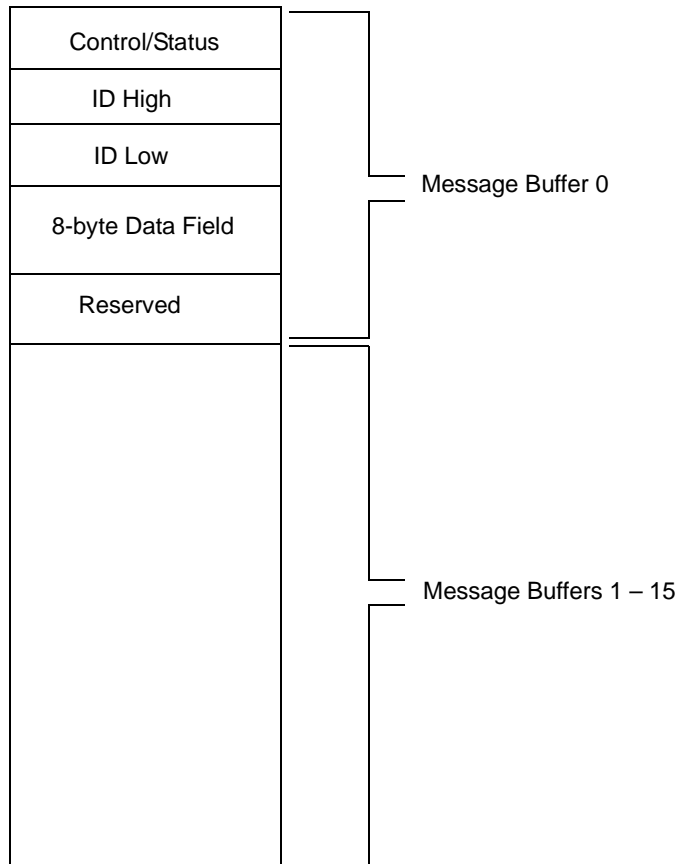 Control/Status
ID High
ID Low
8-byte Data Field
Reserved
Message Buffer 0
Message Buffers 1 – 15